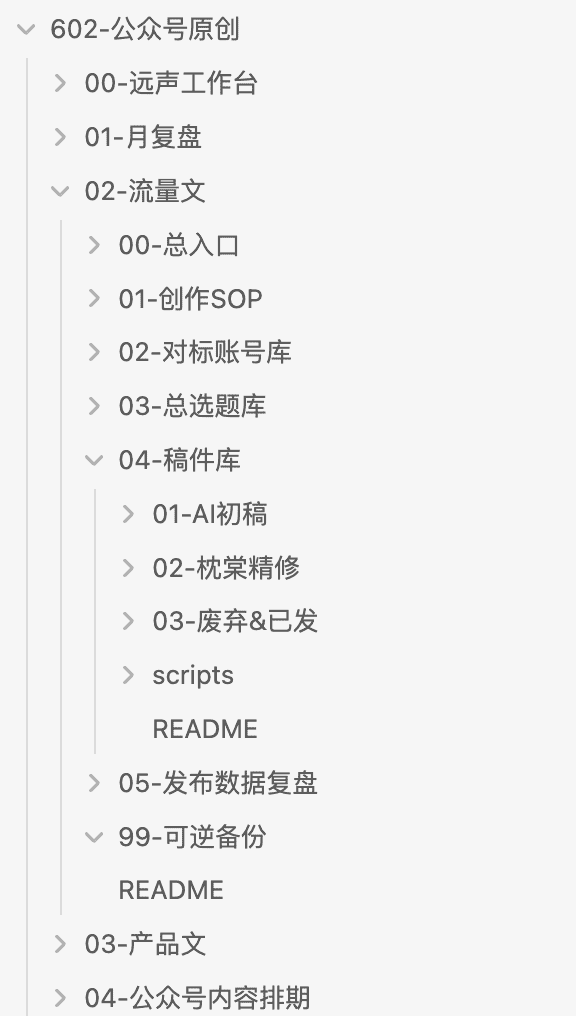 602-公众号原创
00-远声工作台
01-月复盘
02-流量文
00-总入口
01-创作SOP
02-对标账号库
03-总选题库
04-稿件库
01-AI初稿
02-枕棠精修
03-废弃&已发
scripts
README
05-发布数据复盘
99-可逆备份
README
03-产品文
04-公众号内容排期